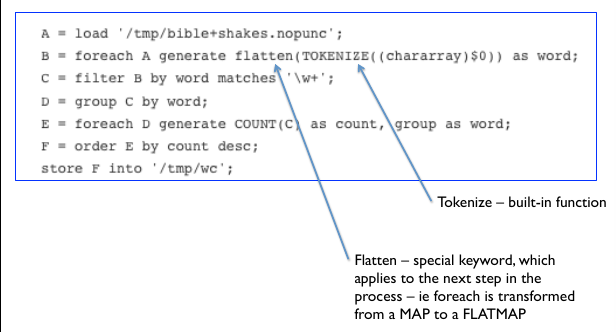 A = load '/tmp/bible+shakes.nopunc';
B = foreach A generate flatten(TOKENIZE((chararray)$0)) as word;
C = filter B by word matches '\w+';
D = group C by word;
E = foreach D generate COUNT(C) as count, group as word;
F = order E by count desc;
store F into '/tmp/wc';
Tokenize – built-in function
Flatten – special keyword, which
applies to the next step in the
process – ie foreach is transformed
from a MAP to a FLATMAP